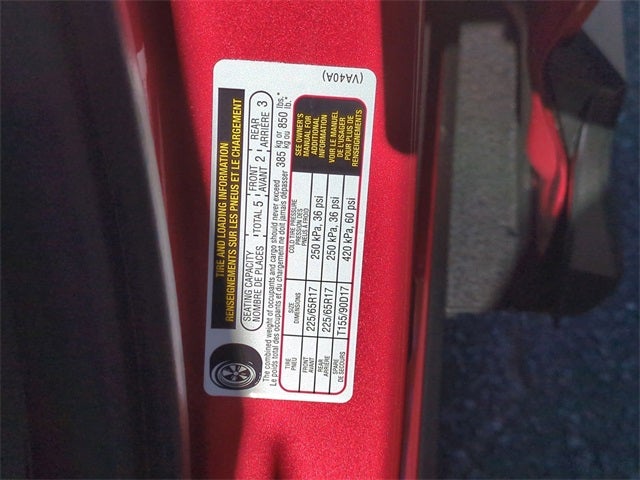 TIRE AND LOADING INFORMATION
RENSEIGNEMENTS SUR LES PNEUS ET LE CHARGEMENT
SEATING CAPACITY
NOMBRE DE PLACES
TOTAL 5
FRONT
AVANT 2
REAR
ARRIÈRE 3
The combined weight of occupants and cargo should never exceed 385 kg or 850 lbs.*
Le poids total des occupants et du chargement ne doit jamais dépasser kg ou lb.*
TIRE
PNEU
SIZE
DIMENSIONS
COLD TIRE PRESSURE
PRESSION DES
PNEUS À FROID
FRONT
AVANT
225/65R17
250 kPa, 36 psi
REAR
ARRIÈRE
225/65R17
250 kPa, 36 psi
SPARE
DE SECOURS
T155/90D17
420 kPa, 60 psi
SEE OWNER'S
MANUAL FOR
ADDITIONAL
INFORMATION
VOIR LE MANUEL
DE L'USAGER
POUR PLUS DE
RENSEIGNEMENTS
(VA40A)